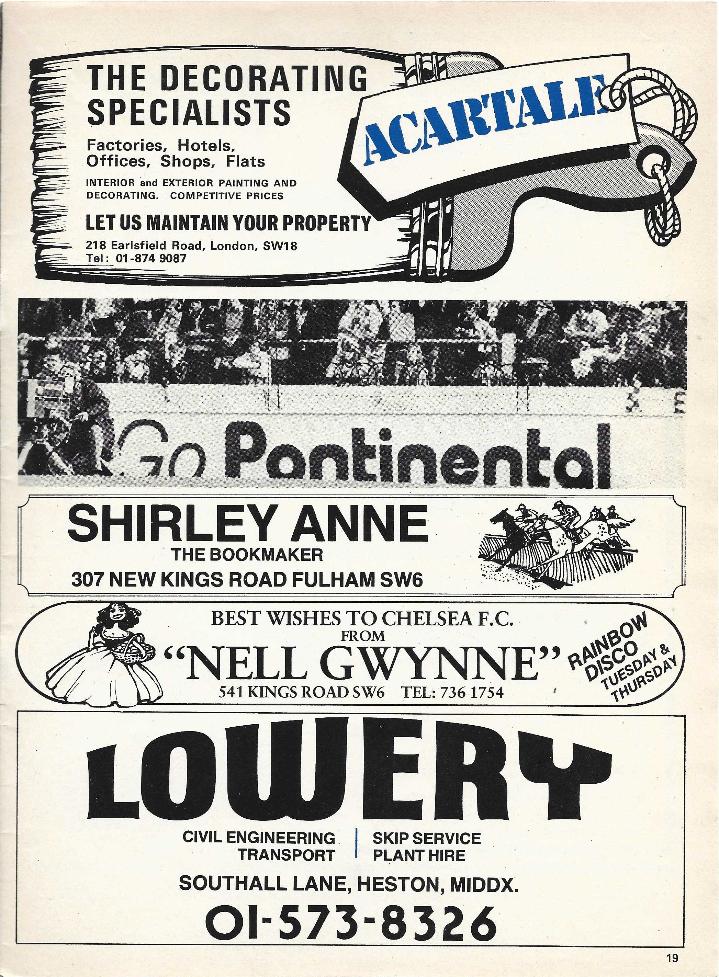 THE DECORATING
SPECIALISTS
Factories, Hotels,
Offices, Shops, Flats
INTERIOR and EXTERIOR PAINTING AND
DECORATING. COMPETITIVE PRICES
LET US MAINTAIN YOUR PROPERTY
218 Earlsfield Road, London, SW18
Tel: 01-874 9087
ACARTALE
Go Pontinental
SHIRLEY ANNE
THE BOOKMAKER
307 NEW KINGS ROAD FULHAM SW6
BEST WISHES TO CHELSEA F.C.
FROM
“NELL GWYNNE”
541 KINGS ROAD SW6 TEL: 736 1754
RAINBOW
DISCO
TUESDAY &
THURSDAY
LOWERY
CIVIL ENGINEERING
TRANSPORT
SKIP SERVICE
PLANT HIRE
SOUTHALL LANE, HESTON, MIDDX.
01-573-8326
19